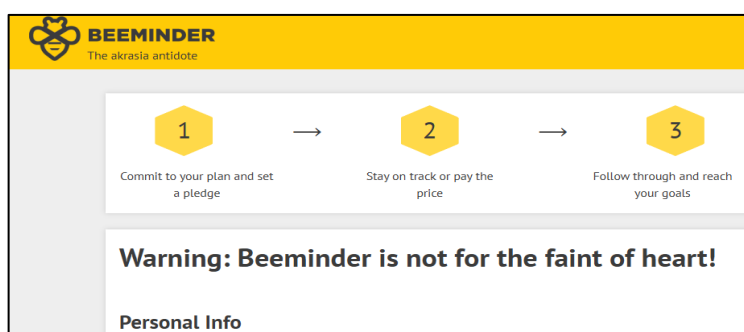 BEEMINDER
The akrasia antidote
1 → 2 → 3
Commit to your plan and set
a pledge
Stay on track or pay the
price
Follow through and reach
your goals
Warning: Beeminder is not for the faint of heart!
Personal Info